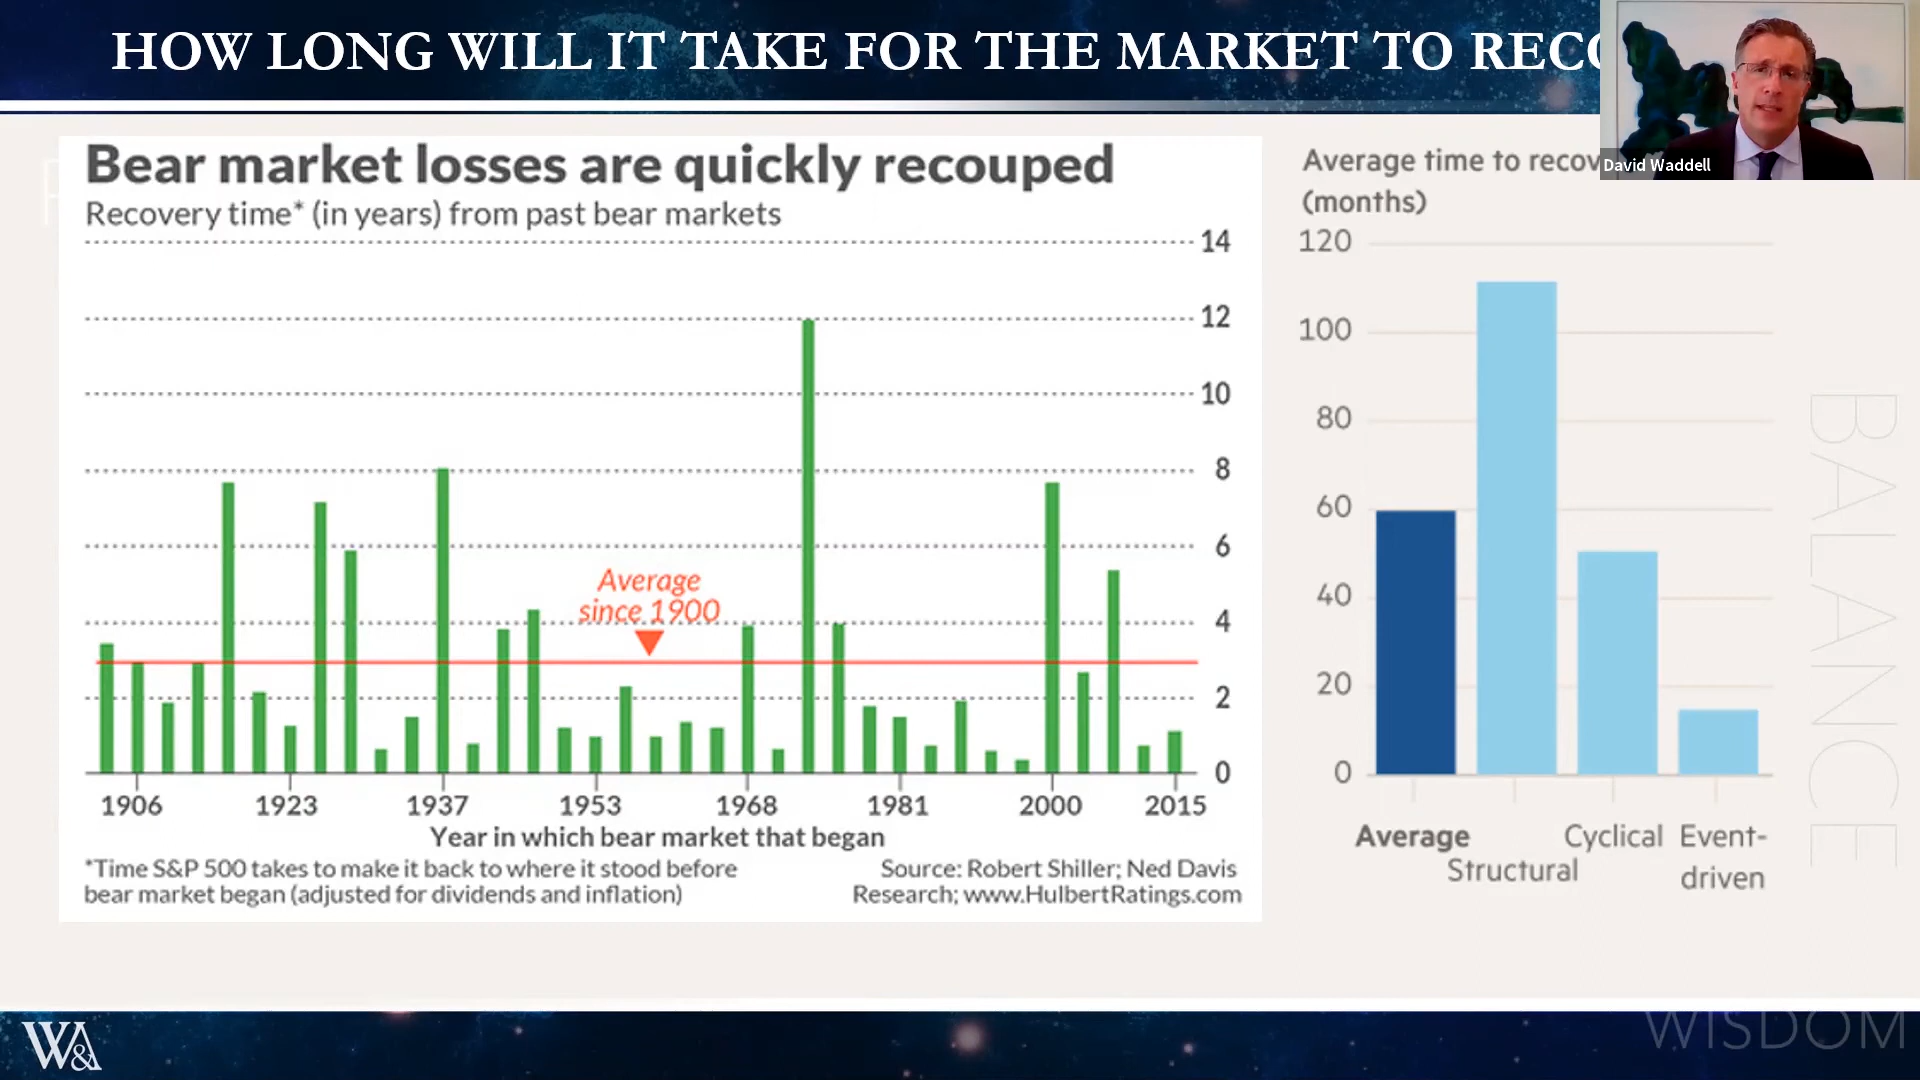 HOW LONG WILL IT TAKE FOR THE MARKET TO RECO
David Waddell
Bear market losses are quickly recouped
Recovery time* (in years) from past bear markets
14
12
10
8
6
4
2
0
Average
since 1900
1906 1923 1937 1953 1968 1981 2000 2015
Year in which bear market that began
*Time S&P 500 takes to make it back to where it stood before
bear market began (adjusted for dividends and inflation)
Source: Robert Shiller; Ned Davis
Research; www.HulbertRatings.com
Average time to recov
(months)
120
100
80
60
40
20
0
Average
Structural
Cyclical
Event-
driven
BALANCE
W&A
WISDOM